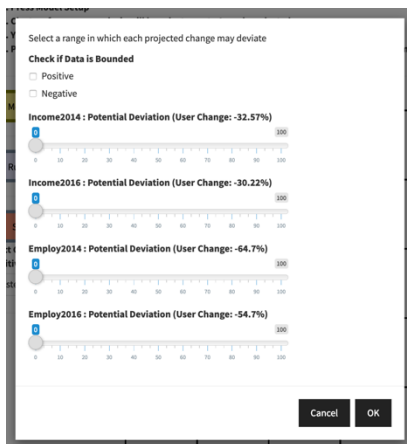 Press Model Setup
Select a range in which each projected change may deviate
Check if Data is Bounded
Positive
Negative
Income2014 : Potential Deviation (User Change: -32.57%)
0 100
0 10 20 30 40 50 60 70 80 90 100
Income2016 : Potential Deviation (User Change: -30.22%)
0 100
0 10 20 30 40 50 60 70 80 90 100
Employ2014 : Potential Deviation (User Change: -64.7%)
0 100
0 10 20 30 40 50 60 70 80 90 100
Employ2016 : Potential Deviation (User Change: -54.7%)
0 100
0 10 20 30 40 50 60 70 80 90 100
Cancel OK